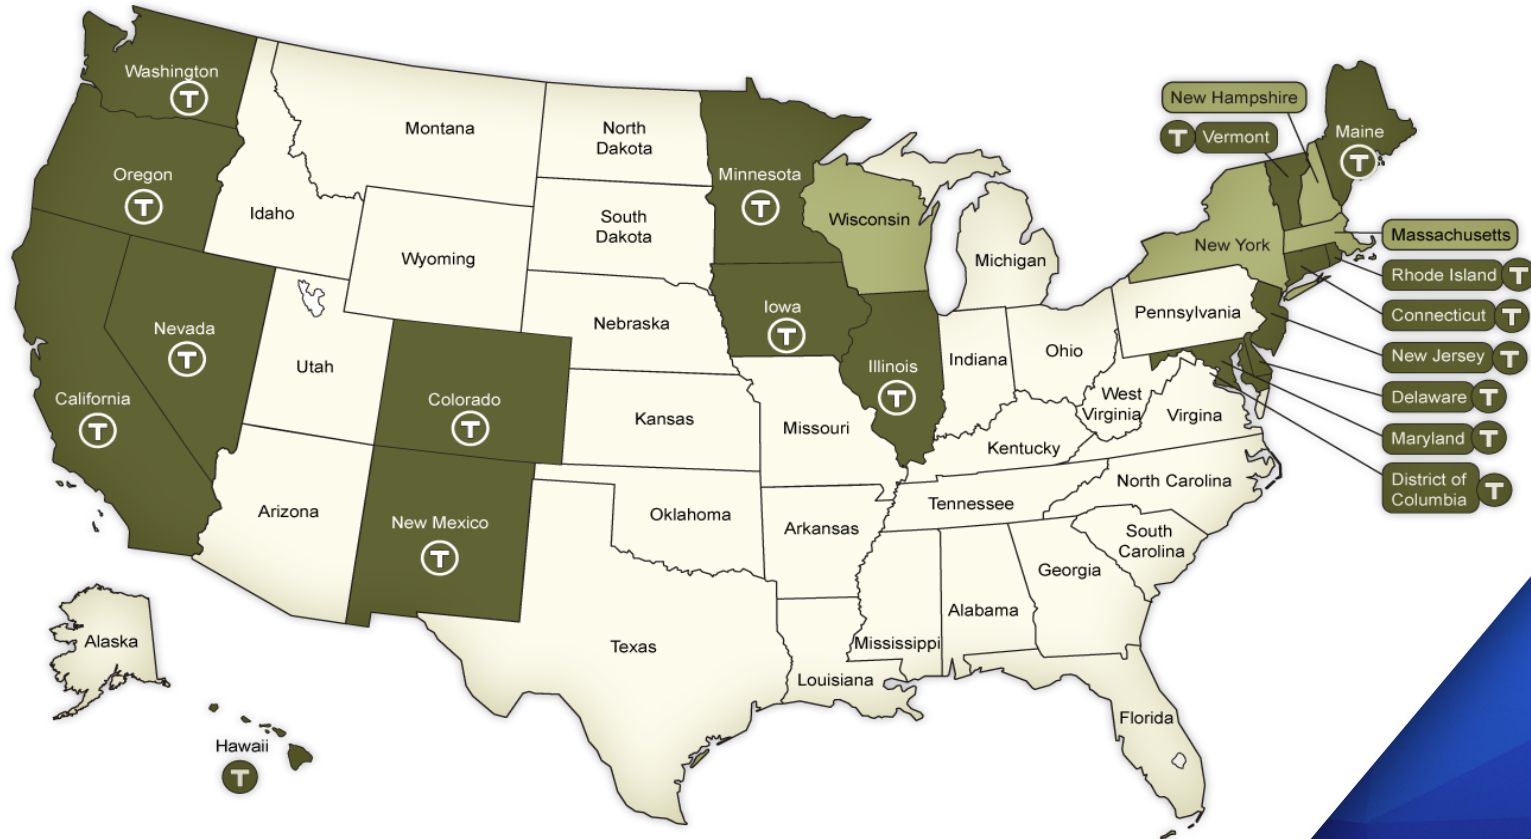 Washington
T
Oregon
T
California
T
Nevada
T
Idaho
Montana
Wyoming
Utah
Arizona
Colorado
T
New Mexico
T
North
Dakota
South
Dakota
Nebraska
Kansas
Oklahoma
Texas
Minnesota
T
Iowa
T
Missouri
Arkansas
Louisiana
Wisconsin
Illinois
T
Michigan
Indiana
Ohio
Kentucky
Tennessee
Mississippi
Alabama
Georgia
Florida
South
Carolina
North Carolina
Virgina
West
Virginia
Pennsylvania
New York
New Hampshire
T Vermont
Maine
T
Massachusetts
Rhode Island T
Connecticut T
New Jersey T
Delaware T
Maryland T
District of
Columbia T
Alaska
Hawaii
T